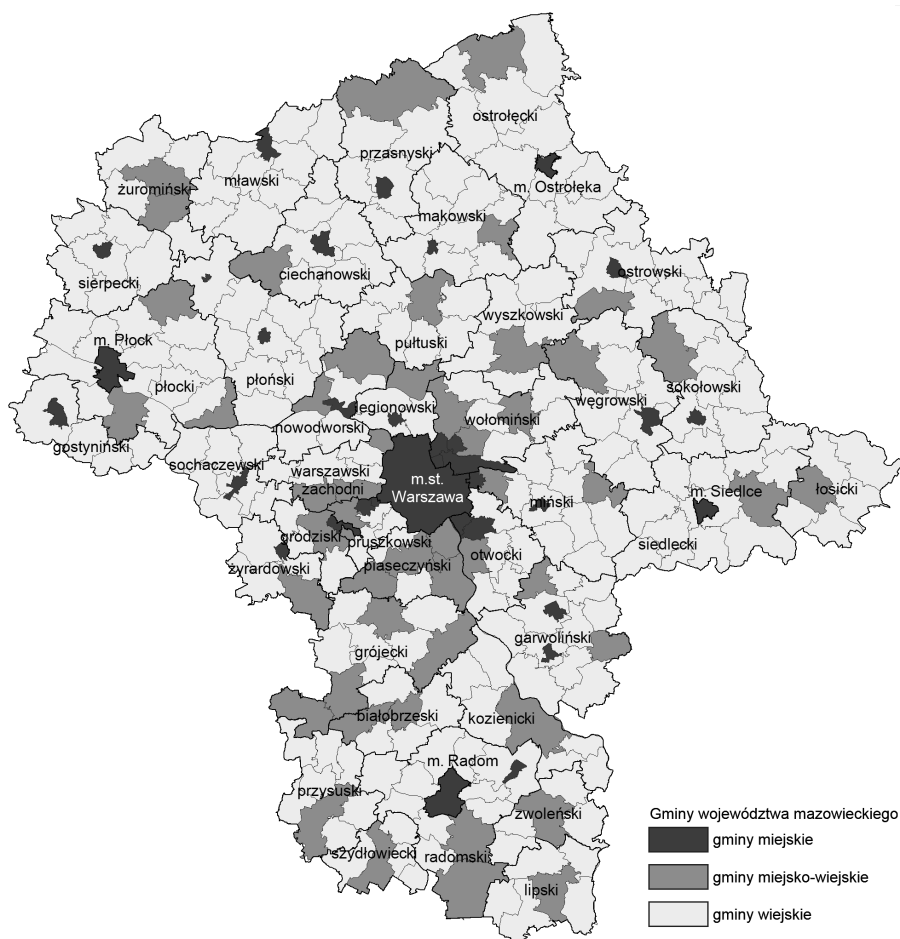 ostrołęcki
przasnyski
mławski
m. Ostrołęka
żuromiński
makowski
ciechanowski
ostrowski
sierpecki
wyszkowski
m. Płock
pułtuski
płocki
płoński
sokołowski
węgrowski
legionowski
wołomiński
nowodworski
gostyniński
sochaczewski
warszawski
zachodni
m.st.
Warszawa
m. Siedlce
łosicki
miński
grodziski
pruszkowski
siedlecki
otwocki
żyrardowski
piaseczyński
garwoliński
grójecki
białobrzeski
kozienicki
m. Radom
przysuski
zwoleński
szydłowiecki
radomski
lipski
Gminy województwa mazowieckiego
gminy miejskie
gminy miejsko-wiejskie
gminy wiejskie